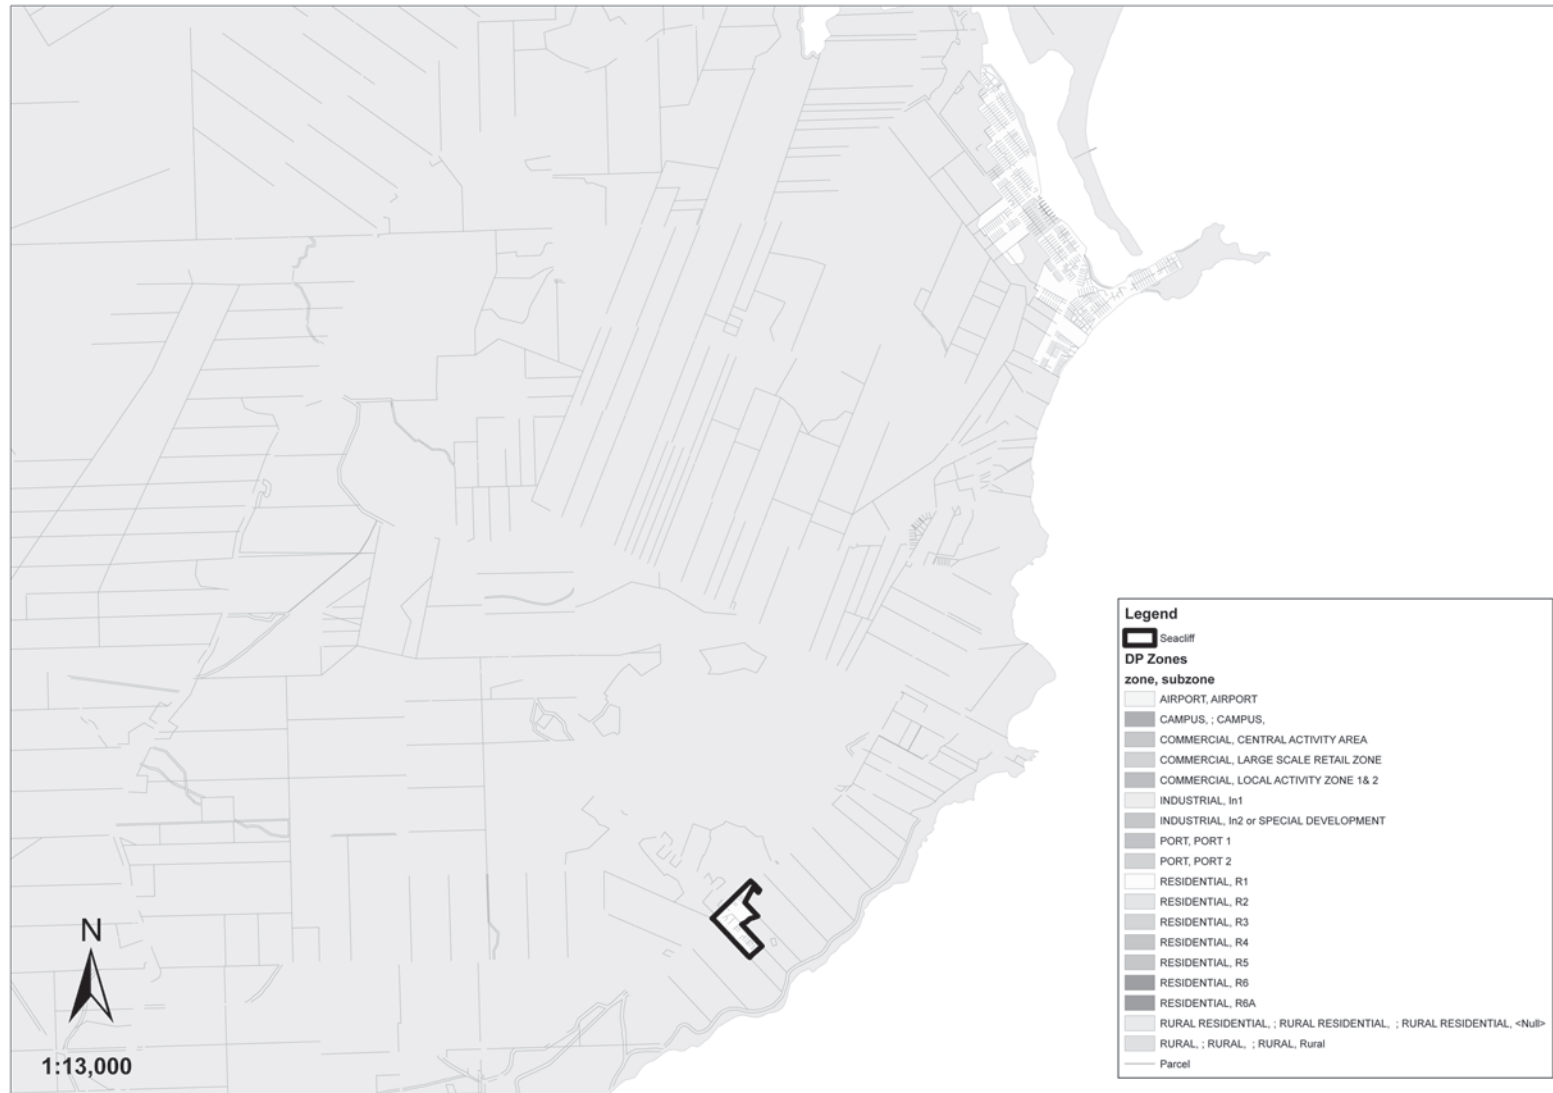 N
1:13,000
Legend
Seacliff
DP Zones
zone, subzone
AIRPORT, AIRPORT
CAMPUS, ; CAMPUS,
COMMERCIAL, CENTRAL ACTIVITY AREA
COMMERCIAL, LARGE SCALE RETAIL ZONE
COMMERCIAL, LOCAL ACTIVITY ZONE 1& 2
INDUSTRIAL, In1
INDUSTRIAL, In2 or SPECIAL DEVELOPMENT
PORT, PORT 1
PORT, PORT 2
RESIDENTIAL, R1
RESIDENTIAL, R2
RESIDENTIAL, R3
RESIDENTIAL, R4
RESIDENTIAL, R5
RESIDENTIAL, R6
RESIDENTIAL, R6A
RURAL RESIDENTIAL, ; RURAL RESIDENTIAL, ; RURAL RESIDENTIAL, <Null>
RURAL, ; RURAL, ; RURAL, Rural
Parcel